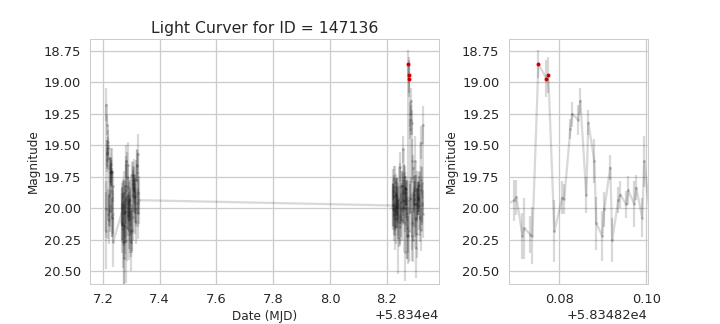 Light Curver for ID = 147136
18.75
19.00
19.25
19.50
19.75
20.00
20.25
20.50
Magnitude
7.2 7.4 7.6 7.8 8.0 8.2
Date (MJD)
+5.834e4
18.75
19.00
19.25
19.50
19.75
20.00
20.25
20.50
Magnitude
0.08 0.10
+5.83482e4